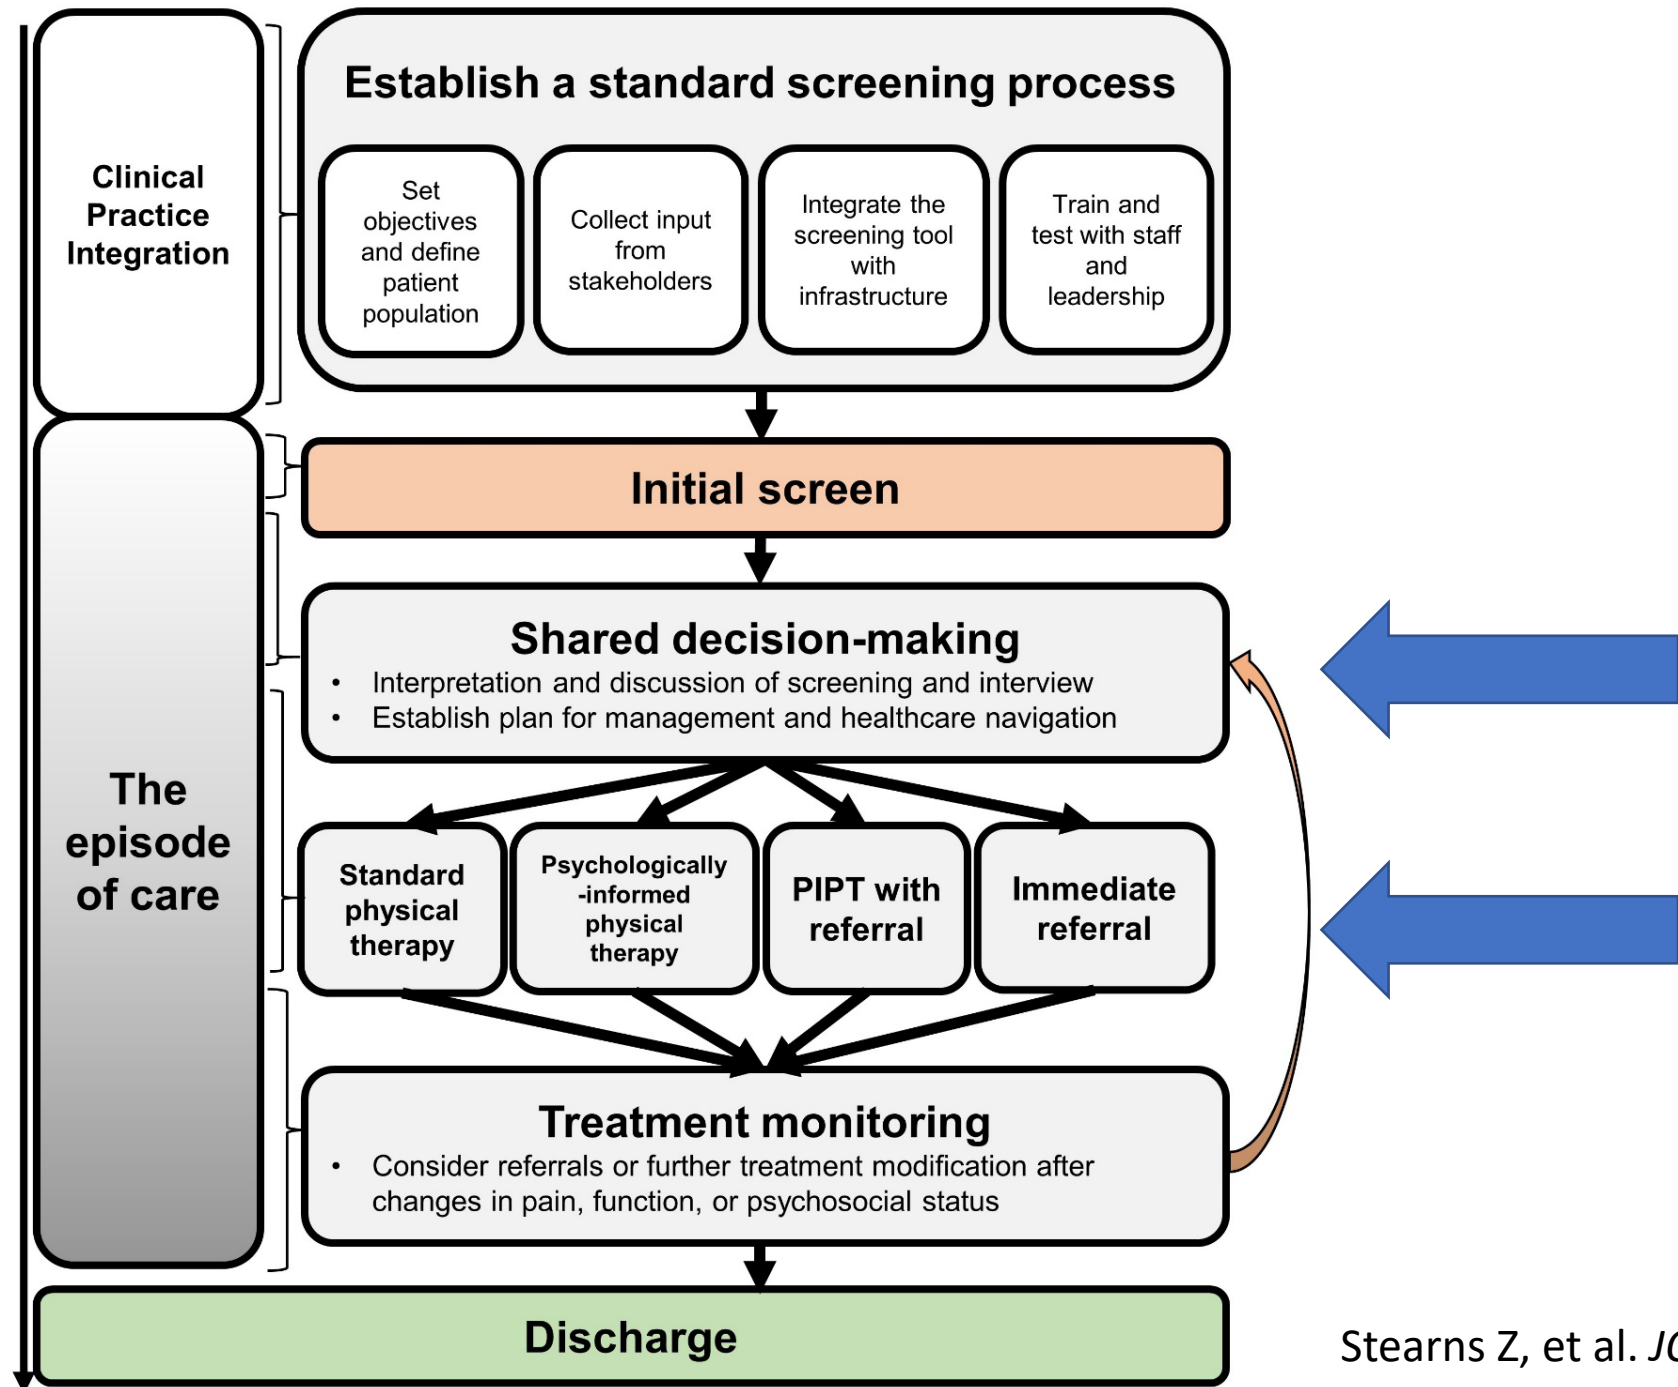 Clinical
Practice
Integration
Establish a standard screening process
Set
objectives
and define
patient
population
Collect input
from
stakeholders
Integrate the
screening tool
with
infrastructure
Train and
test with staff
and
leadership
Initial screen
The
episode
of care
Shared decision-making
• Interpretation and discussion of screening and interview
• Establish plan for management and healthcare navigation
Standard
physical
therapy
Psychologically
-informed
physical
therapy
PIPT with
referral
Immediate
referral
Treatment monitoring
• Consider referrals or further treatment modification after
changes in pain, function, or psychosocial status
Discharge
Stearns Z, et al.